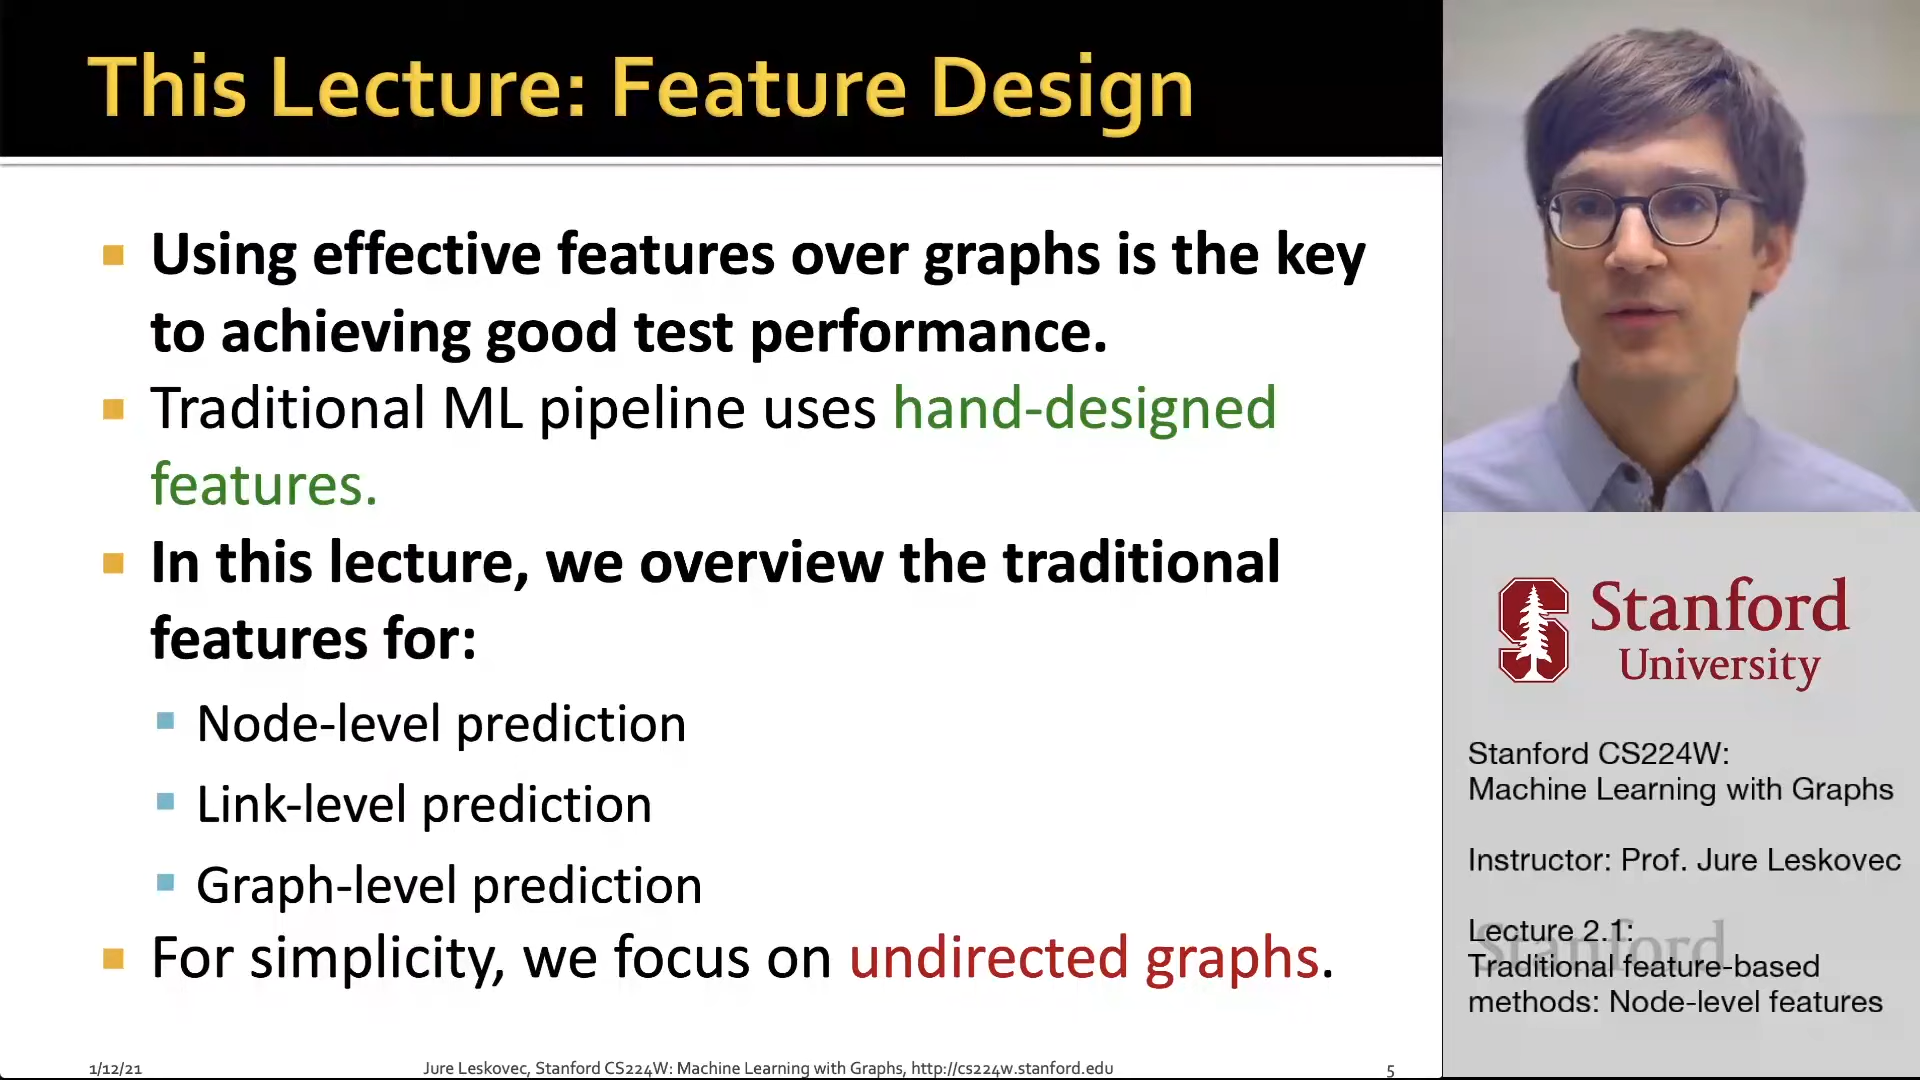 This Lecture: Feature Design
Using effective features over graphs is the key
to achieving good test performance.
Traditional ML pipeline uses hand-designed
features.
In this lecture, we overview the traditional
features for:
Node-level prediction
Link-level prediction
Graph-level prediction
For simplicity, we focus on undirected graphs.
1/12/21
Jure Leskovec, Stanford CS224W: Machine Learning with Graphs, http://cs224w.stanford.edu
5
Stanford
University
Stanford CS224W:
Machine Learning with Graphs
Instructor: Prof. Jure Leskovec
Stanford
Lecture 2.1:
Traditional feature-based
methods: Node-level features